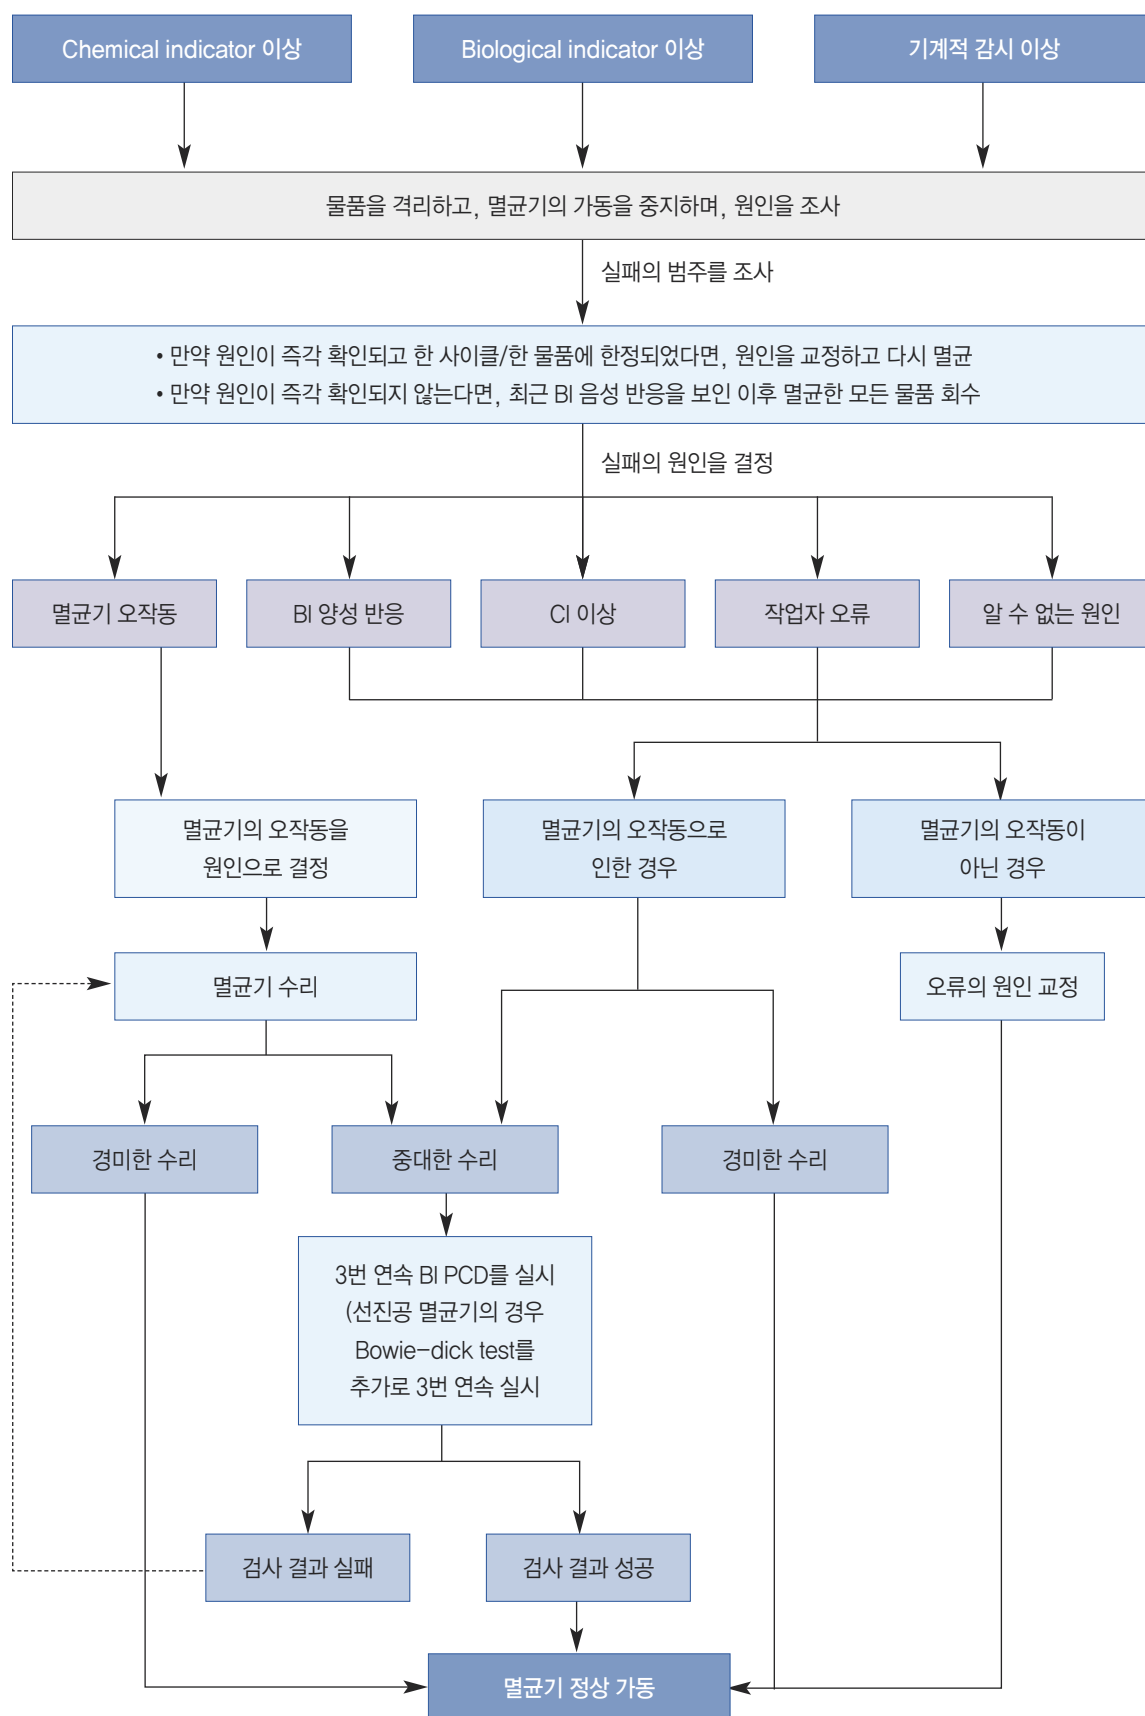 Chemical indicator 이상
Biological indicator 이상
기계적 감시 이상
물품을 격리하고, 멸균기의 가동을 중지하며, 원인을 조사
실패의 범주를 조사
• 만약 원인이 즉각 확인되고 한 사이클/한 물품에 한정되었다면, 원인을 교정하고 다시 멸균
• 만약 원인이 즉각 확인되지 않는다면, 최근 BI 음성 반응을 보인 이후 멸균한 모든 물품 회수
실패의 원인을 결정
멸균기 오작동
BI 양성 반응
CI 이상
작업자 오류
알 수 없는 원인
멸균기의 오작동을
원인으로 결정
멸균기의 오작동으로
인한 경우
멸균기의 오작동이
아닌 경우
멸균기 수리
오류의 원인 교정
경미한 수리
중대한 수리
경미한 수리
3번 연속 BI PCD를 실시
(선진공 멸균기의 경우
Bowie-dick test를
추가로 3번 연속 실시
검사 결과 실패
검사 결과 성공
멸균기 정상 가동